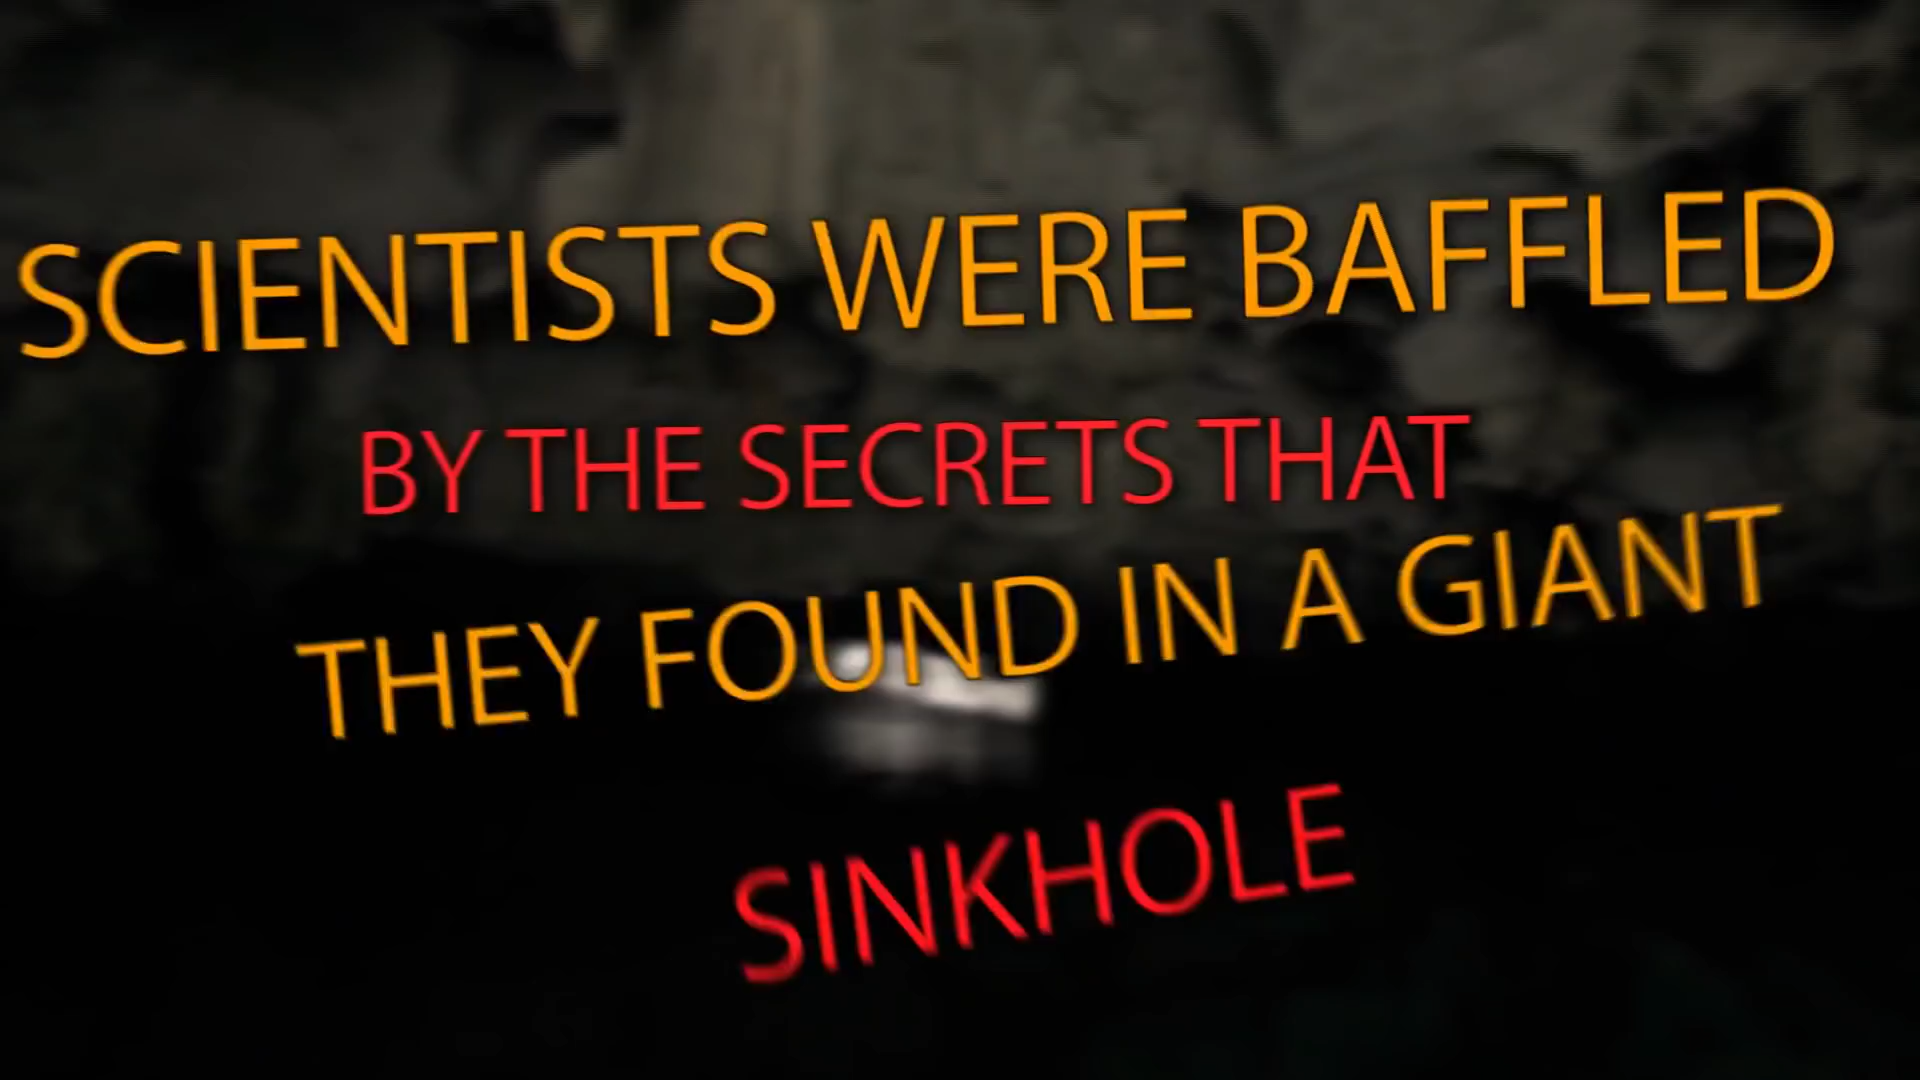 SCIENTISTS WERE BAFFLED
BY THE SECRETS THAT
THEY FOUND IN A GIANT
SINKHOLE